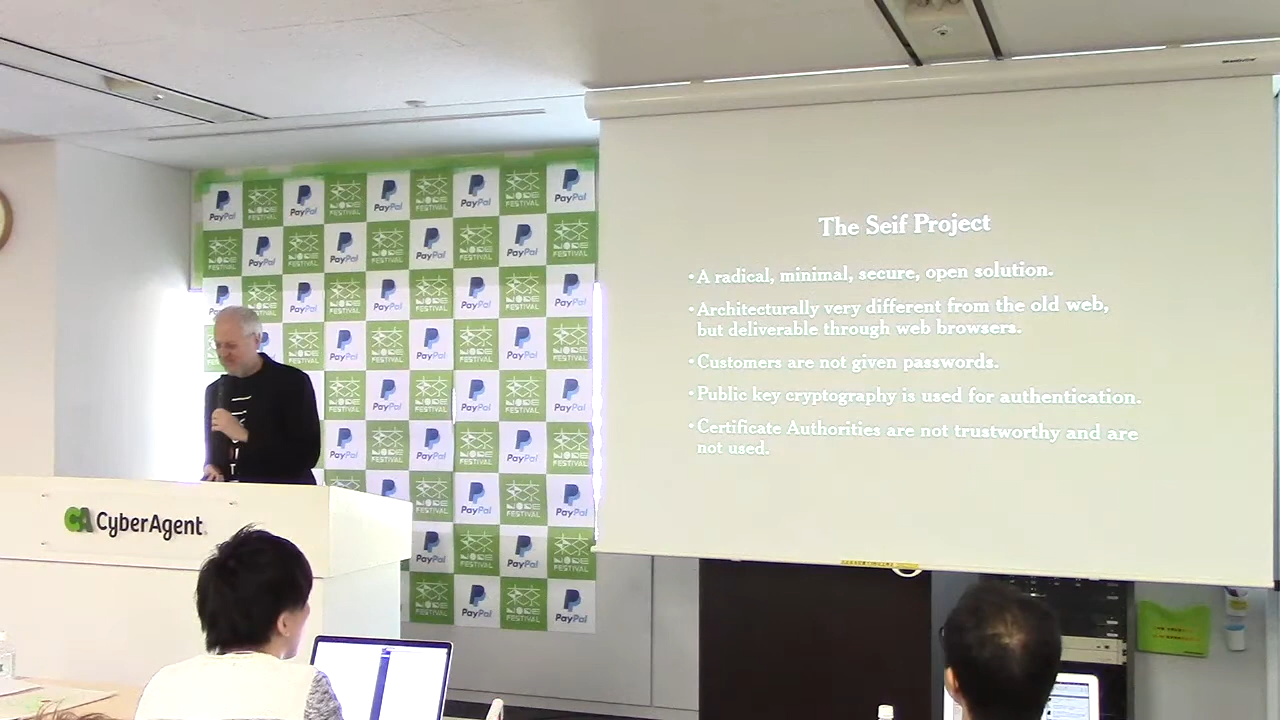 The Seif Project
•A radical, minimal, secure, open solution.
•Architecturally very different from the old web,
but deliverable through web browsers.
•Customers are not given passwords.
•Public key cryptography is used for authentication.
•Certificate Authorities are not trustworthy and are
not used.
PayPal
NODE
FESTIVAL
CA CyberAgent